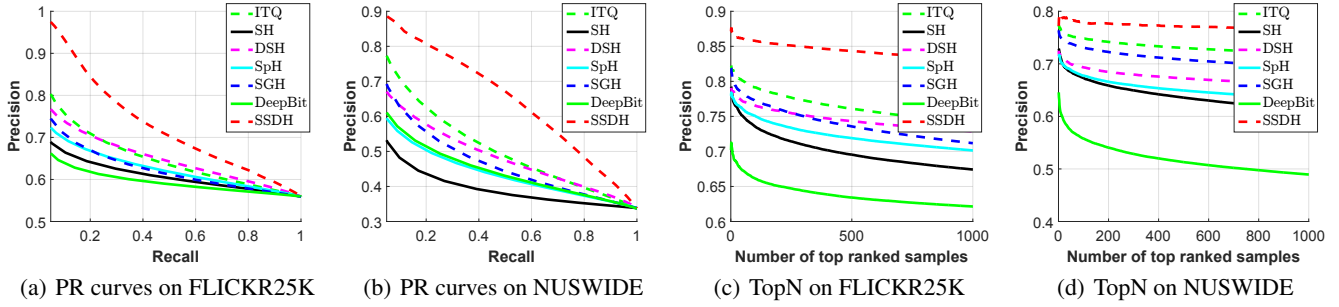 Precision
1
0.9
0.8
0.7
0.6
0.5
0.2 0.4 0.6 0.8 1
Recall
ITQ
SH
DSH
SpH
SGH
DeepBit
SSDH
(a) PR curves on FLICKR25K
Precision
0.9
0.8
0.7
0.6
0.5
0.4
0.3
0.2 0.4 0.6 0.8 1
Recall
ITQ
SH
DSH
SpH
SGH
DeepBit
SSDH
(b) PR curves on NUSWIDE
Precision
0.9
0.85
0.8
0.75
0.7
0.65
0.6
0 500 1000
Number of top ranked samples
ITQ
SH
DSH
SpH
SGH
DeepBit
SSDH
(c) TopN on FLICKR25K
Precision
0.8
0.7
0.6
0.5
0.4
0 200 400 600 800 1000
Number of top ranked samples
ITQ
SH
DSH
SpH
SGH
DeepBit
SSDH
(d) TopN on NUSWIDE